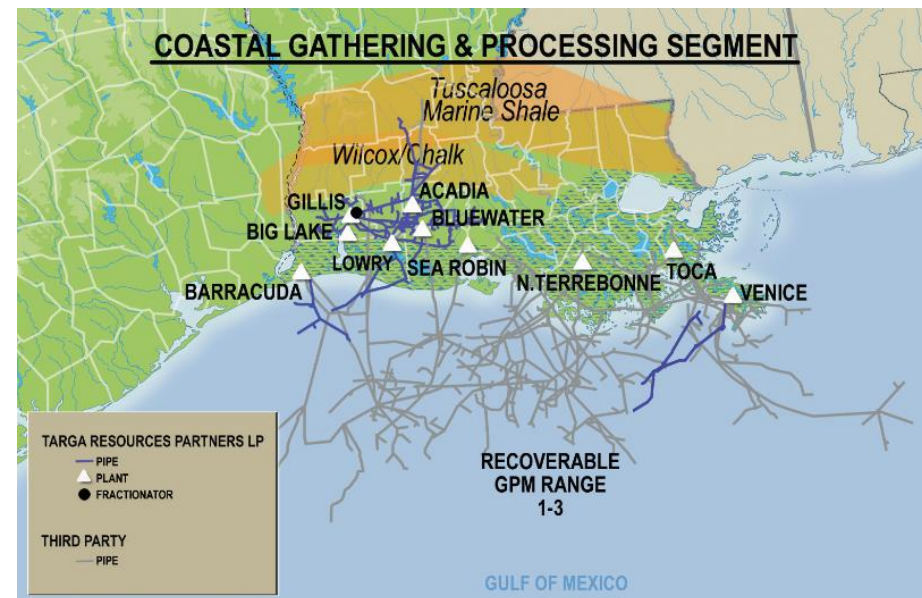 COASTAL GATHERING & PROCESSING SEGMENT
Tuscaloosa
Marine Shale
Wilcox/Chalk
GILLIS
ACADIA
BIG LAKE
BLUEWATER
LOWRY
SEA ROBIN
BARRACUDA
N.TERREBONNE
TOCA
VENICE
TARGA RESOURCES PARTNERS LP
PIPE
PLANT
FRACTIONATOR
THIRD PARTY
PIPE
RECOVERABLE
GPM RANGE
1-3
GULF OF MEXICO